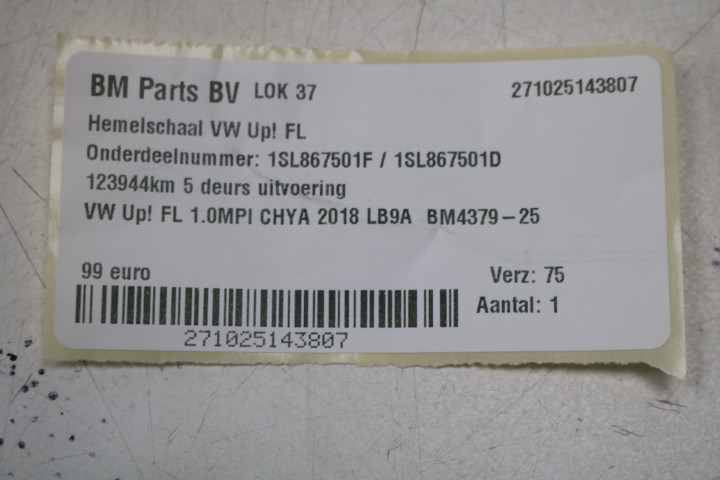 BM Parts BV LOK 37 271025143807
Hemelschaal VW Up! FL
Onderdeelnummer: 1SL867501F / 1SL867501D
123944km 5 deurs uitvoering
VW Up! FL 1.0MPI CHYA 2018 LB9A BM4379-25
99 euro Verz: 75
Aantal: 1
271025143807